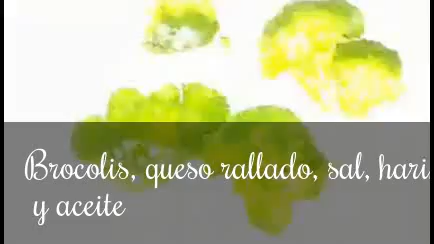 Brocolis, queso rallado, sal, hari
y aceite